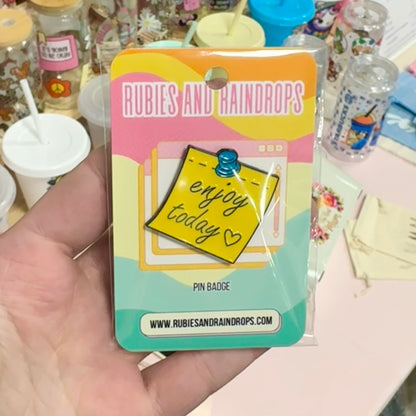 RUBIES AND RAINDROPS
enjoy
today
PIN BADGE
WWW.RUBIESANDRAINDROPS.COM